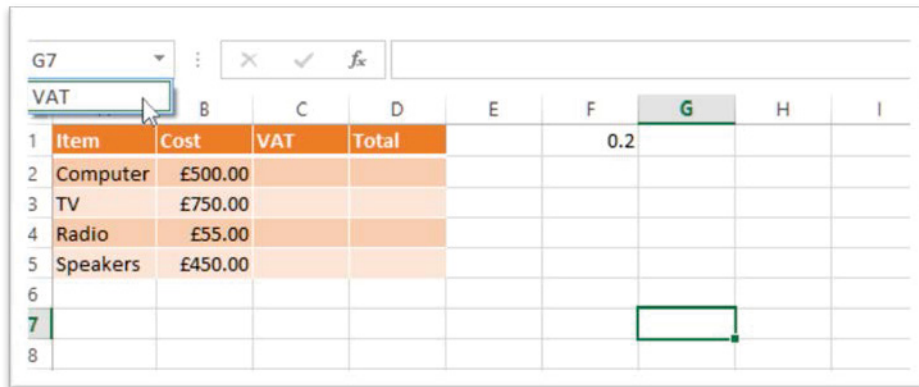 G7 fx
VAT
B C D E F G H I
1 Item Cost VAT Total 0.2
2 Computer £500.00
3 TV £750.00
4 Radio £55.00
5 Speakers £450.00
6
7
8